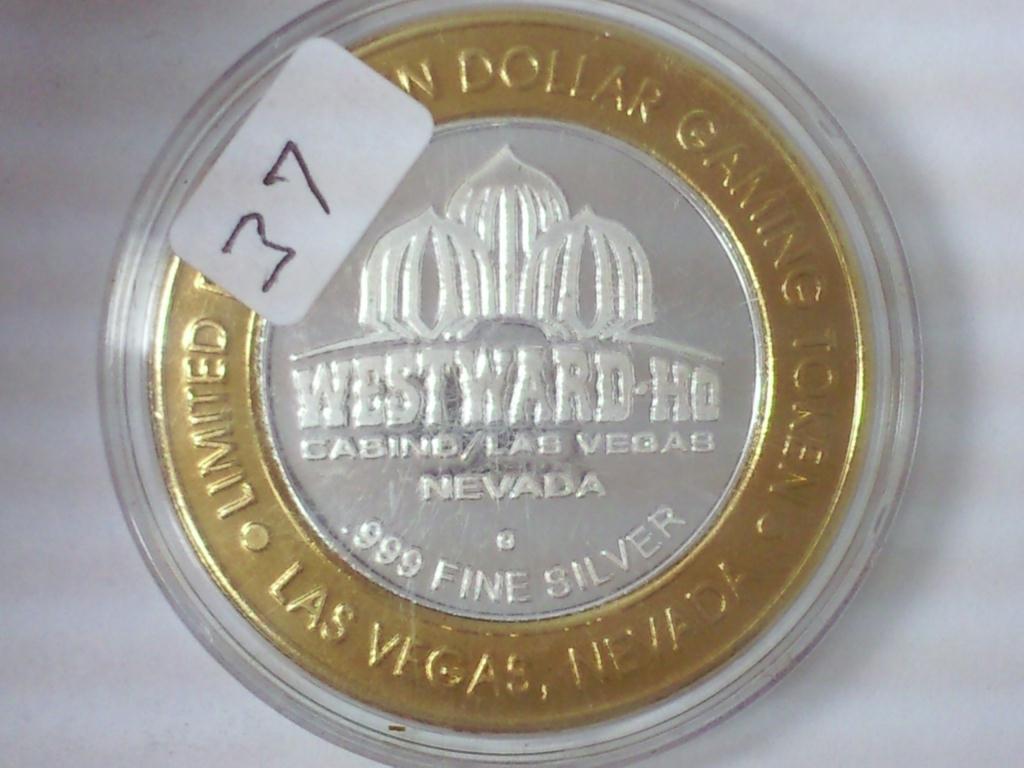 37
LIMITED
N DOLLAR GAMING TOKEN
WESTWARD-HO
CASINO/LAS VEGAS
NEVADA
G
.999 FINE SILVER
LAS VEGAS, NEVADA